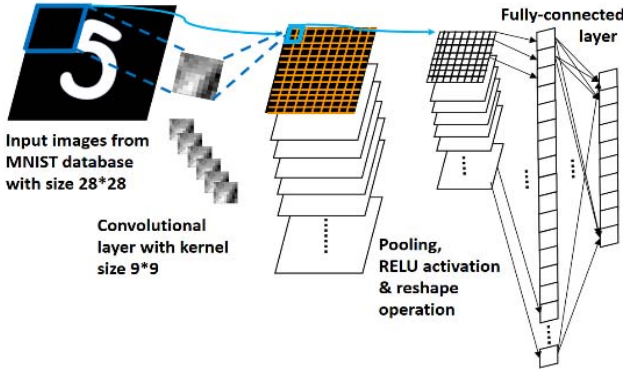 Fully-connected
layer
Input images from
MNIST database
with size 28*28
Convolutional
layer with kernel
size 9*9
Pooling,
RELU activation
& reshape
operation
5